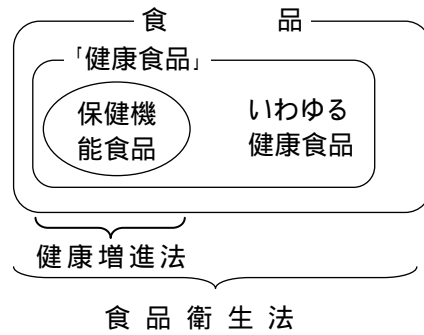 食品
「健康食品」
保健機
能食品
いわゆる
健康食品
健康増進法
食品衛生法